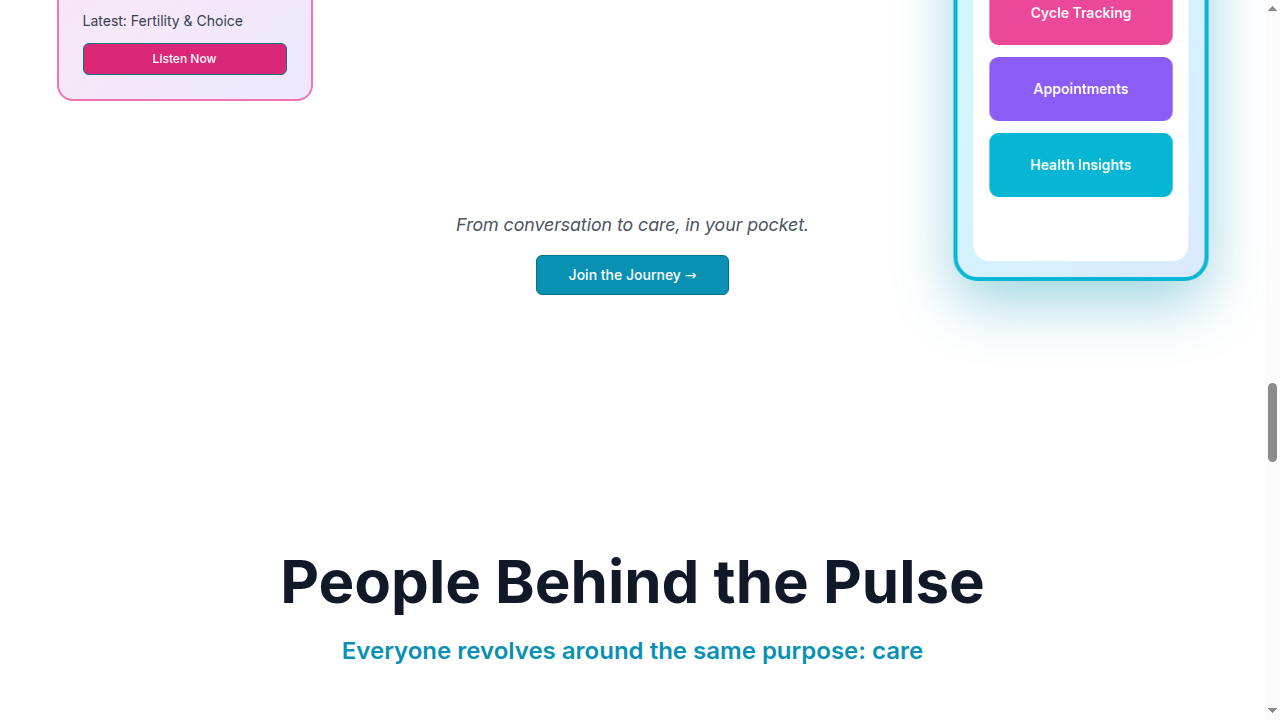 Latest: Fertility & Choice
Listen Now
Cycle Tracking
Appointments
Health Insights
From conversation to care, in your pocket.
Join the Journey →
People Behind the Pulse
Everyone revolves around the same purpose: care